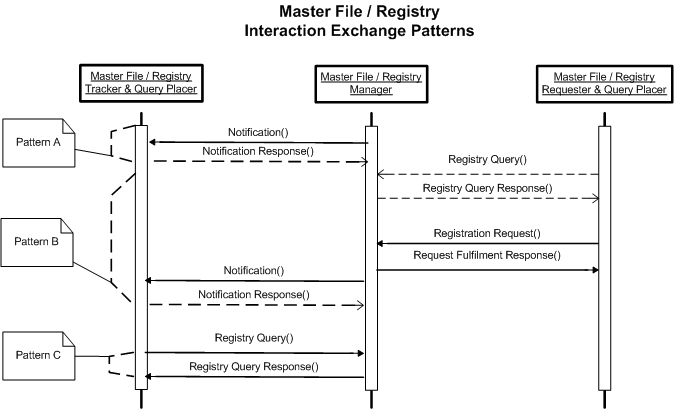 Master File / Registry
Interaction Exchange Patterns
Master File / Registry
Tracker & Query Placer
Master File / Registry
Manager
Master File / Registry
Requester & Query Placer
Pattern A
Notification()
Notification Response()
Registry Query()
Registry Query Response()
Pattern B
Registration Request()
Request Fulfilment Response()
Notification()
Notification Response()
Pattern C
Registry Query()
Registry Query Response()